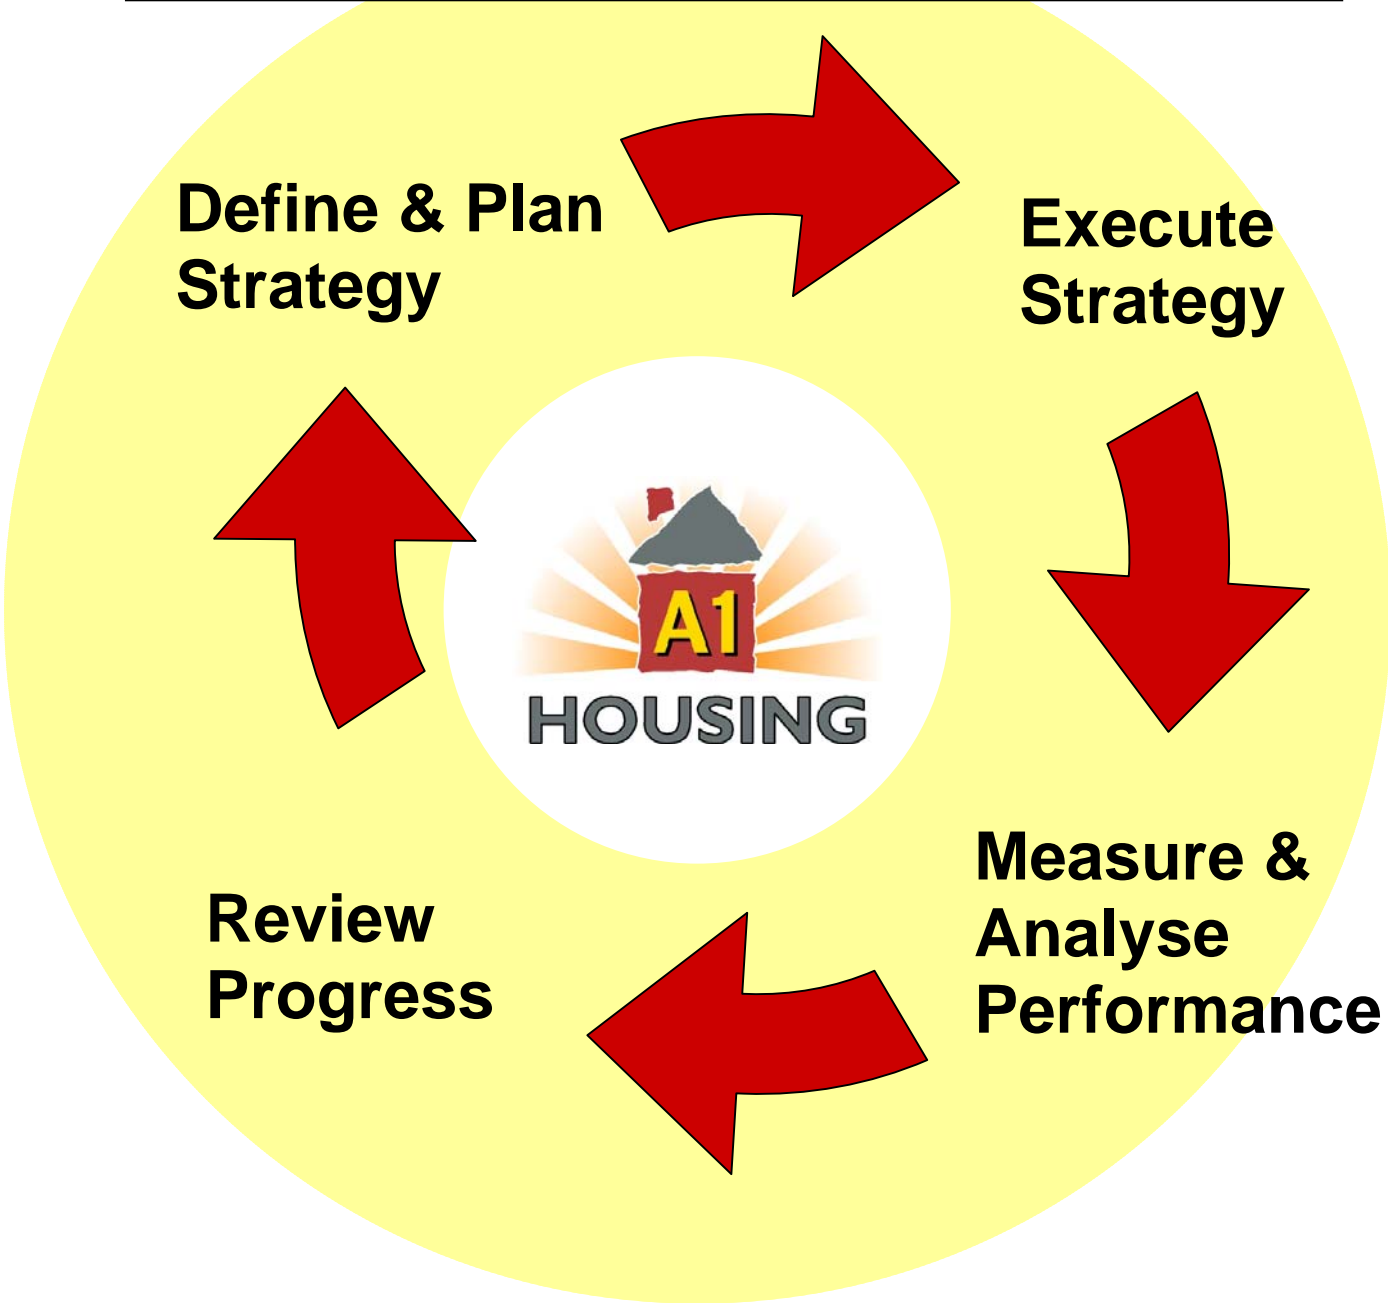 Define & Plan
Strategy
Execute
Strategy
A1
HOUSING
Measure &
Analyse
Performance
Review
Progress